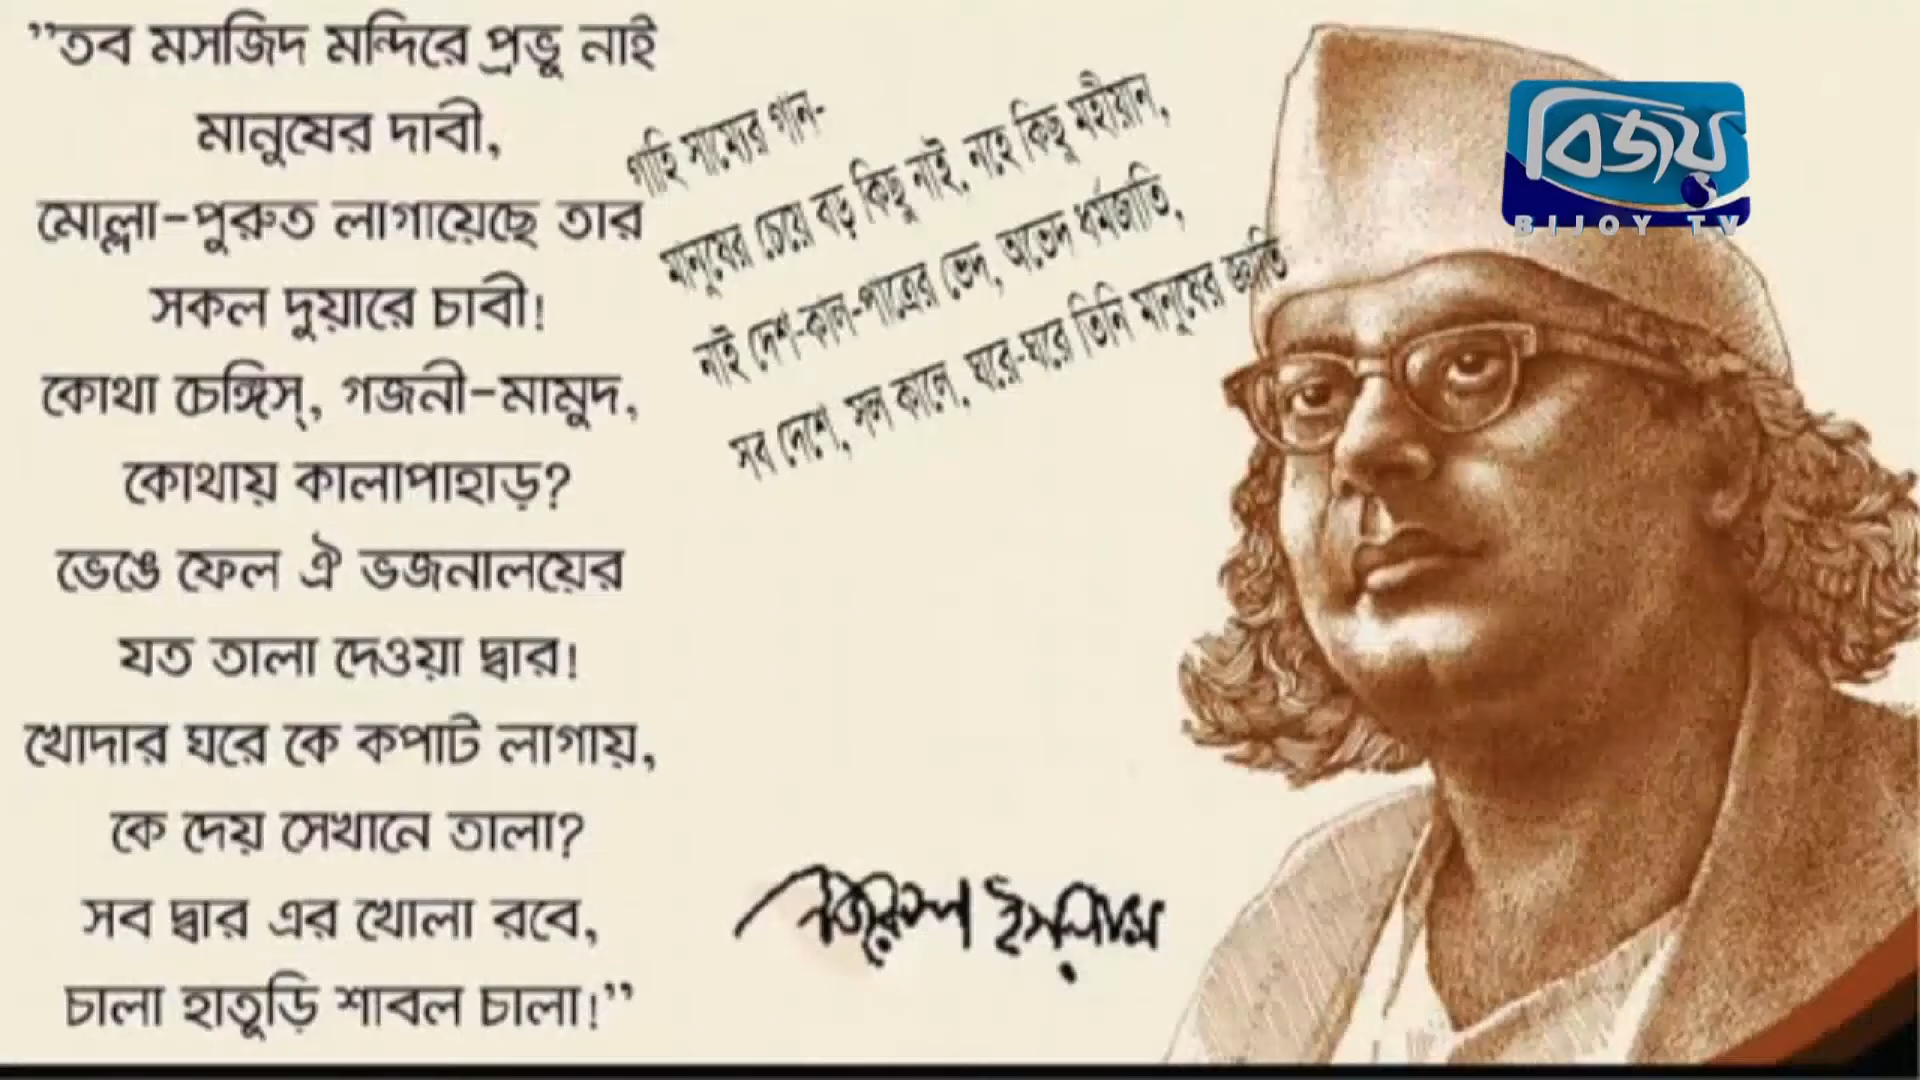 ”তব মসজিদ মন্দিরে প্রভূ নাই
মানুষের দাবী,
মোল্লা-পুরুত লাগায়েছে তার
সকল দুয়ারে চাবী!
কোথা চেঙ্গিস্, গজনী-মামুদ,
কোথায় কালাপাহাড়?
ভেঙে ফেল ঐ ভজনালয়ের
যত তালা দেওয়া দ্বার!
খোদার ঘরে কে কপাট লাগায়,
কে দেয় সেখানে তালা?
সব দ্বার এর খোলা রবে,
চালা হাতুড়ি শাবল চালা!”
গাহি সাম্যের গান-
মানুষের চেয়ে বড় কিছু নাই, নহে কিছু মহীয়ান,
নাই দেশ-কাল-পাত্রের ভেদ, অভেদ ধর্মজাতি,
সব দেশে, সল কালে, ঘরে-ঘরে তিনি মানুষের জ্ঞাতি
নজরুল ইসলাম
বিজয়
BIJOY TV